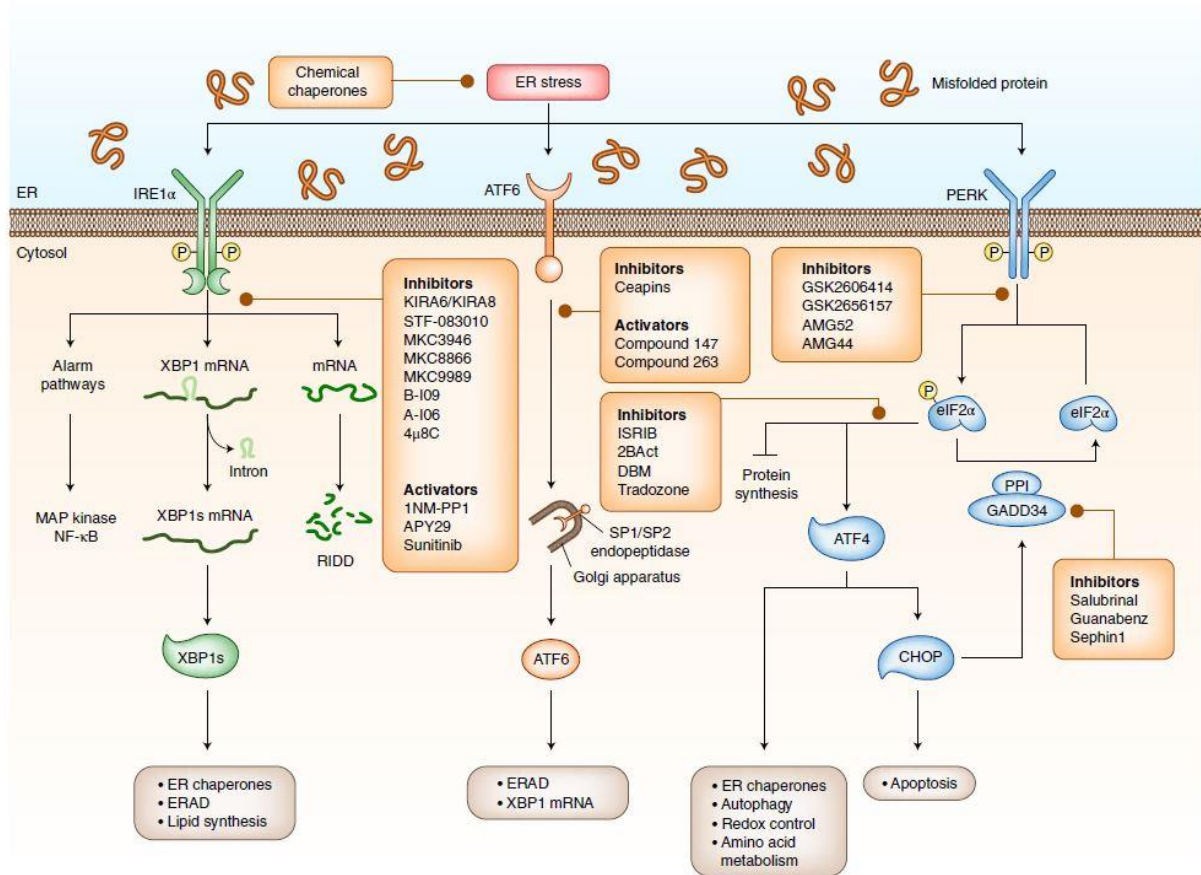 Chemical
chaperones
ER stress
Misfolded protein
ER
IRE1α
ATF6
PERK
Cytosol
P
P
P
P
Inhibitors
KIRA6/KIRA8
STF-083010
MKC3946
MKC8866
MKC9989
B-I09
A-I06
4μ8C
Activators
1NM-PP1
APY29
Sunitinib
Inhibitors
Ceapins
Activators
Compound 147
Compound 263
Inhibitors
GSK2606414
GSK2656157
AMG52
AMG44
Alarm
pathways
XBP1 mRNA
mRNA
Intron
MAP kinase
NF-κB
XBP1s mRNA
RIDD
Inhibitors
ISRIB
2BAct
DBM
Tradozone
P
eIF2α
eIF2α
Protein
synthesis
PPI
GADD34
SP1/SP2
endopeptidase
Golgi apparatus
ATF4
Inhibitors
Salubrinal
Guanabenz
Sephin1
XBP1s
ATF6
CHOP
• ER chaperones
• ERAD
• Lipid synthesis
• ERAD
• XBP1 mRNA
• ER chaperones
• Autophagy
• Redox control
• Amino acid
metabolism
• Apoptosis